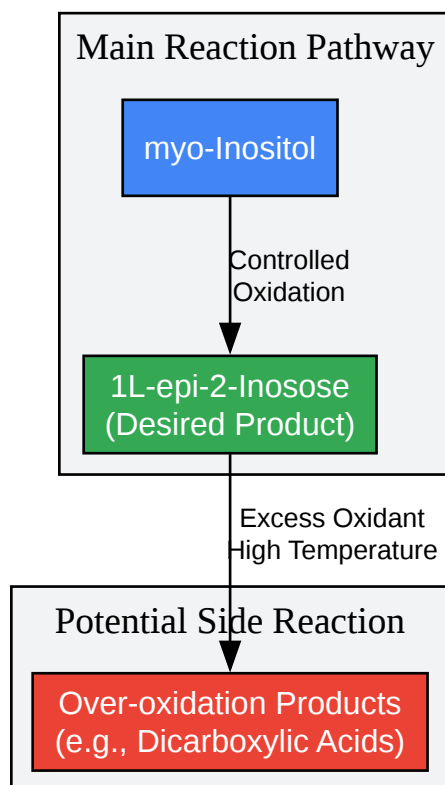 Main Reaction Pathway
myo-Inositol
Controlled
Oxidation
1L-epi-2-Inosose
(Desired Product)
Excess Oxidant
High Temperature
Potential Side Reaction
Over-oxidation Products
(e.g., Dicarboxylic Acids)